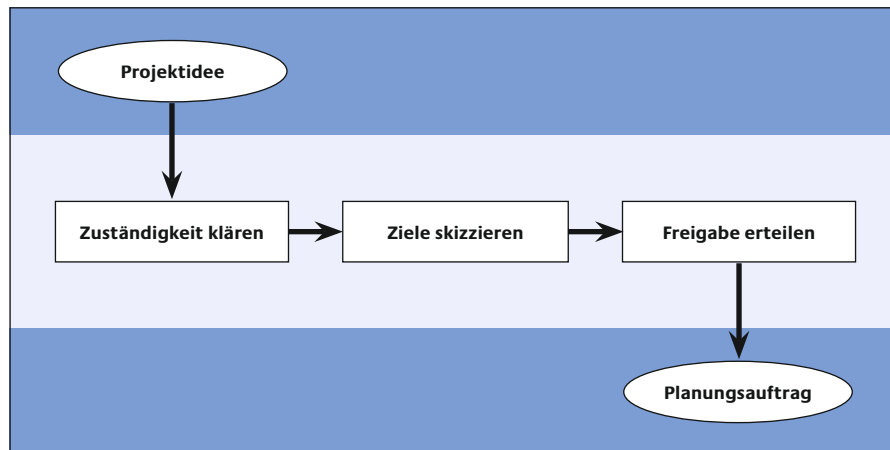 Projektidee
Zuständigkeit klären
Ziele skizzieren
Freigabe erteilen
Planungsauftrag